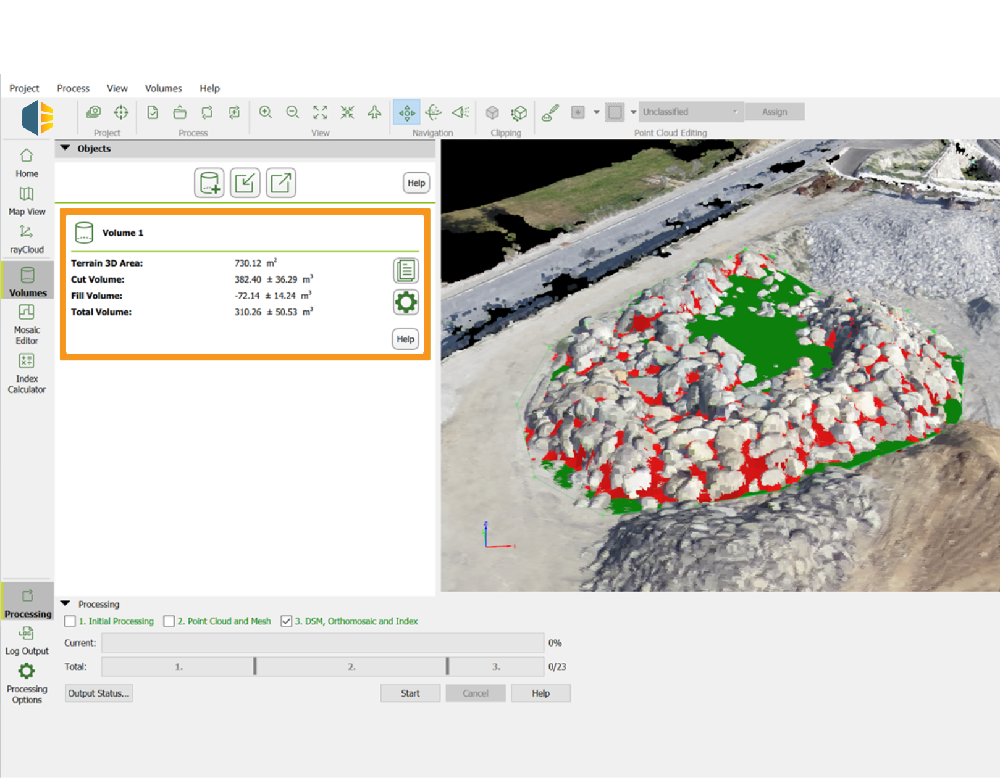 Project Process View Volumes Help
Unclassified Assign
Project Process View Navigation Clipping Point Cloud Editing
Objects
Home
Map View
rayCloud
Volumes
Mosaic
Editor
Index
Calculator
Help
Volume 1
Terrain 3D Area: 730.12 m²
Cut Volume: 382.40 ± 36.29 m³
Fill Volume: -72.14 ± 14.24 m³
Total Volume: 310.26 ± 50.53 m³
Help
Z
Processing
Log Output
Processing
Options
Processing
1. Initial Processing 2. Point Cloud and Mesh 3. DSM, Orthomosaic and Index
Current: 0%
Total: 1. 2. 3. 0/23
Output Status... Start Cancel Help